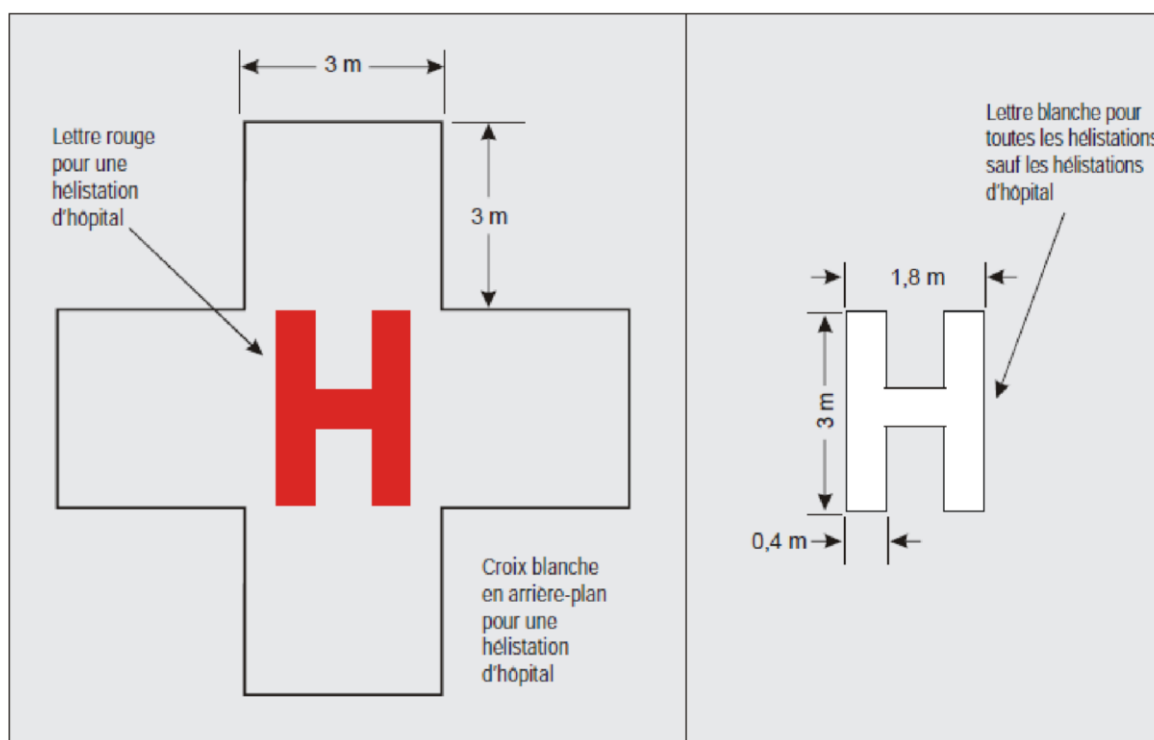 3 m
Lettre rouge
pour une
hélistation
d'hôpital
3 m
H
Croix blanche
en arrière-plan
pour une
hélistation
d'hôpital
Lettre blanche pour
toutes les hélistations
sauf les hélistations
d'hôpital
1,8 m
3 m
H
0,4 m